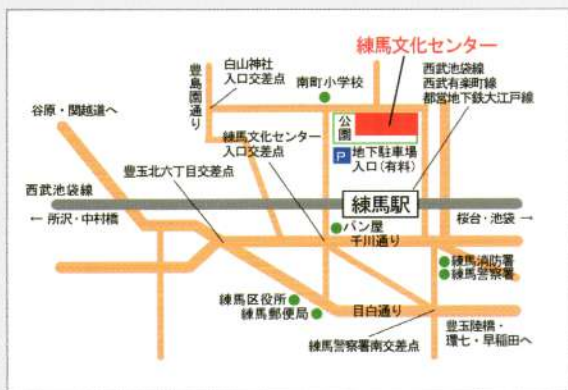 練馬文化センター
豊島園通り
白山神社
入口交差点
南町小学校
西武池袋線
西武有楽町線
都営地下鉄大江戸線
谷原・関越道へ
公園
練馬文化センター
入口交差点
P 地下駐車場
入口(有料)
豊玉北六丁目交差点
西武池袋線
練馬駅
← 所沢・中村橋
桜台・池袋 →
パン屋
千川通り
練馬消防署
練馬警察署
練馬区役所
練馬郵便局
目白通り
豊玉陸橋・
環七・早稲田へ
練馬警察署南交差点